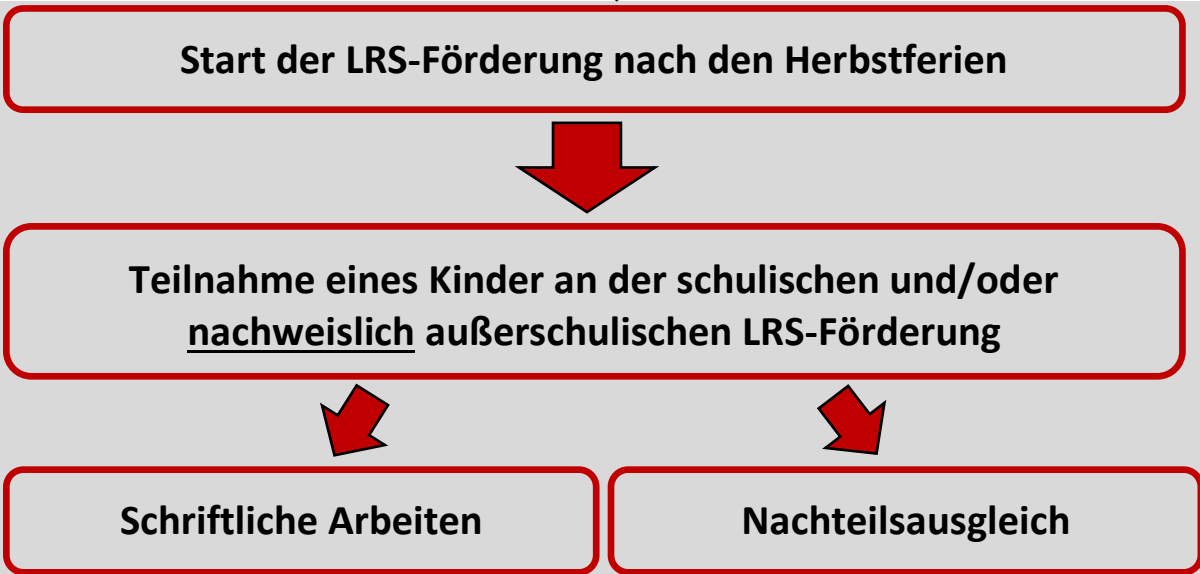 Start der LRS-Förderung nach den Herbstferien
Teilnahme eines Kinder an der schulischen und/oder
nachweislich außerschulischen LRS-Förderung
Schriftliche Arbeiten
Nachteilsausgleich